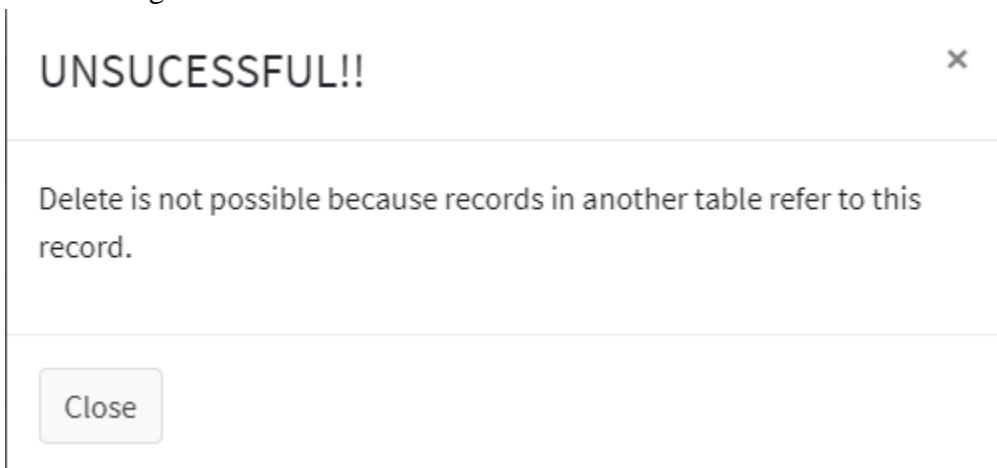 UNSUCESSFUL!!
×
Delete is not possible because records in another table refer to this
record.
Close